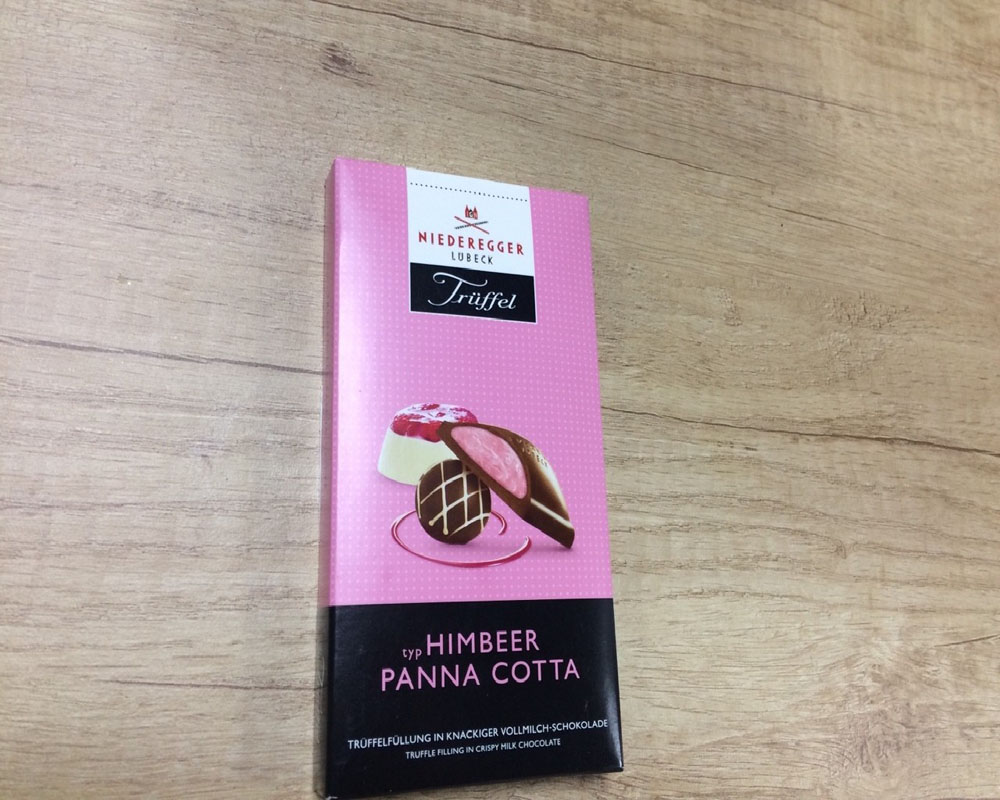 NIEDEREGGER
LÜBECK
Trüffel
typ HIMBEER
PANNA COTTA
TRÜFFELFÜLLUNG IN KNACKIGER VOLLMILCH-SCHOKOLADE
TRUFFLE FILLING IN CRISPY MILK CHOCOLATE